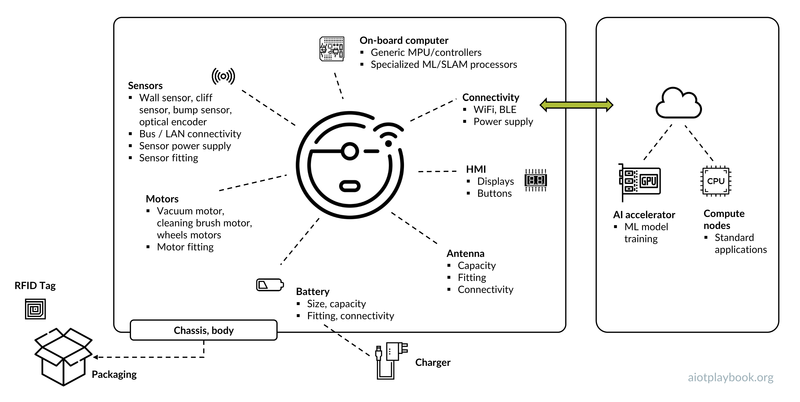 On-board computer
▪ Generic MPU/controllers
▪ Specialized ML/SLAM processors
Sensors
▪ Wall sensor, cliff
sensor, bump sensor,
optical encoder
▪ Bus / LAN connectivity
▪ Sensor power supply
▪ Sensor fitting
Connectivity
▪ WiFi, BLE
▪ Power supply
HMI
▪ Displays
▪ Buttons
Motors
▪ Vacuum motor,
cleaning brush motor,
wheels motors
▪ Motor fitting
Antenna
▪ Capacity
▪ Fitting
▪ Connectivity
Battery
▪ Size, capacity
▪ Fitting, connectivity
Chassis, body
RFID Tag
Packaging
Charger
GPU
CPU
AI accelerator
▪ ML model
training
Compute
nodes
▪ Standard
applications
aiotplaybook.org